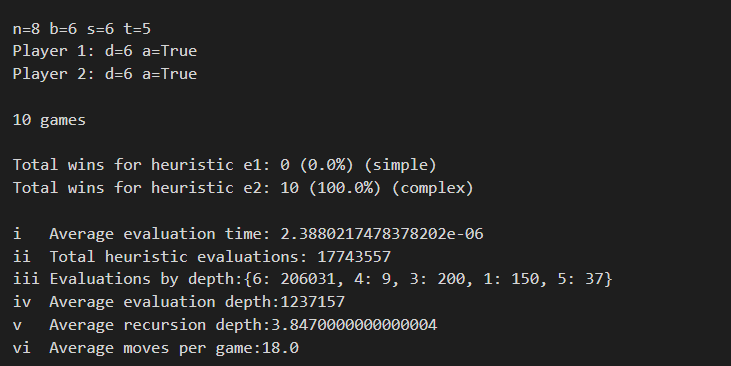 n=8 b=6 s=6 t=5
Player 1: d=6 a=True
Player 2: d=6 a=True
10 games
Total wins for heuristic e1: 0 (0.0%) (simple)
Total wins for heuristic e2: 10 (100.0%) (complex)
i   Average evaluation time: 2.3880217478378202e-06
ii  Total heuristic evaluations: 17743557
iii Evaluations by depth:{6: 206031, 4: 9, 3: 200, 1: 150, 5: 37}
iv  Average evaluation depth:1237157
v   Average recursion depth:3.8470000000000004
vi  Average moves per game:18.0